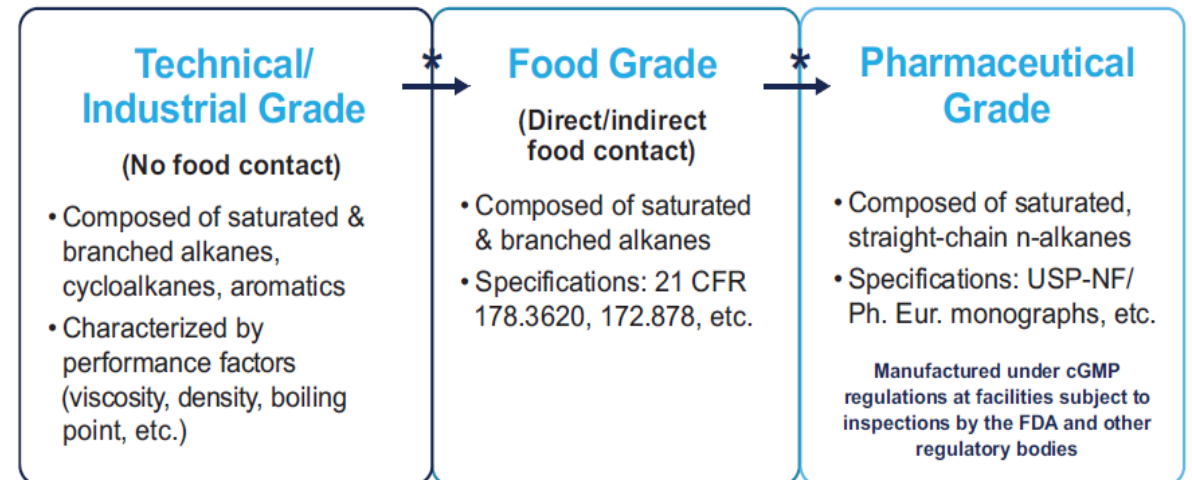 Technical/
Industrial Grade
(No food contact)
• Composed of saturated &
branched alkanes,
cycloalkanes, aromatics
• Characterized by
performance factors
(viscosity, density, boiling
point, etc.)
*
Food Grade
(Direct/indirect
food contact)
• Composed of saturated
& branched alkanes
• Specifications: 21 CFR
178.3620, 172.878, etc.
*
Pharmaceutical
Grade
• Composed of saturated,
straight-chain n-alkanes
• Specifications: USP-NF/
Ph. Eur. monographs, etc.
Manufactured under cGMP
regulations at facilities subject to
inspections by the FDA and other
regulatory bodies